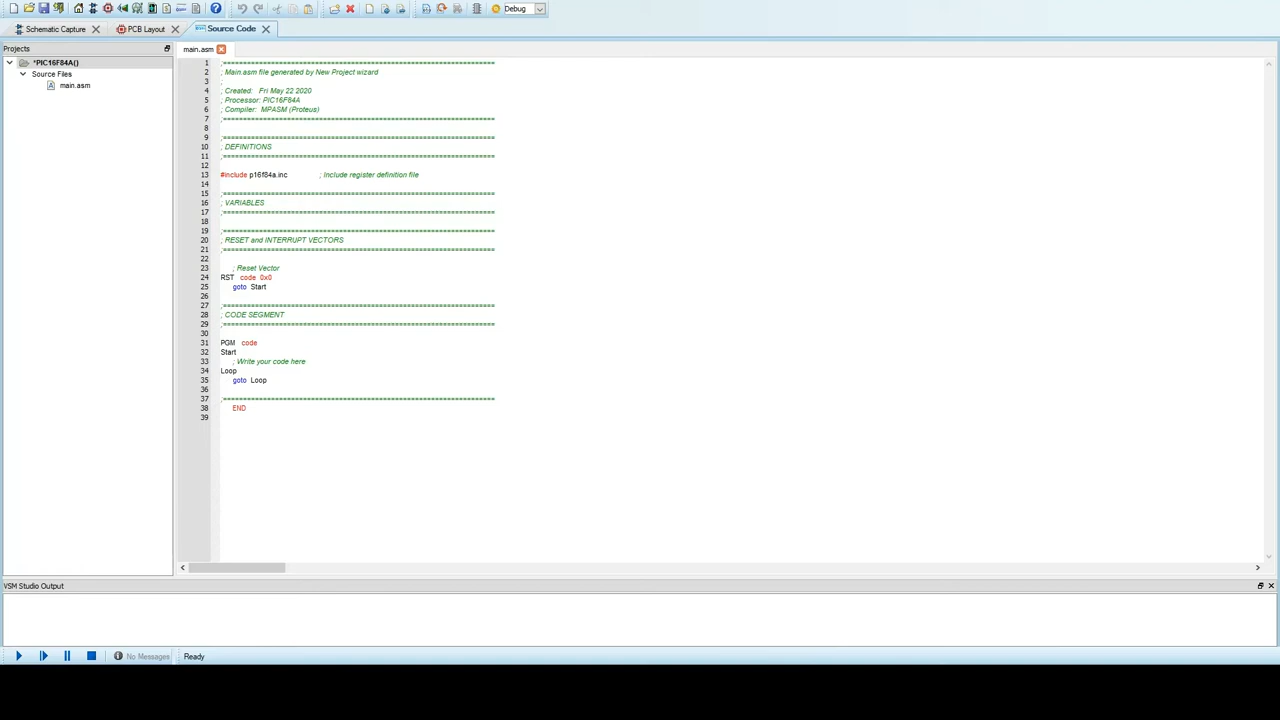 Debug
Schematic Capture
PCB Layout
Source Code
Projects
*PIC16F84A()
Source Files
main.asm
main.asm
1 ;====================================================================
2 ; Main.asm file generated by New Project wizard
3 ;
4 ; Created:   Fri May 22 2020
5 ; Processor: PIC16F84A
6 ; Compiler:  MPASM (Proteus)
7 ;====================================================================
8
9 ;====================================================================
10 ; DEFINITIONS
11 ;====================================================================
12
13 #include p16f84a.inc                ; Include register definition file
14
15 ;====================================================================
16 ; VARIABLES
17 ;====================================================================
18
19 ;====================================================================
20 ; RESET and INTERRUPT VECTORS
21 ;====================================================================
22
23       ; Reset Vector
24 RST   code  0x0
25       goto  Start
26
27 ;====================================================================
28 ; CODE SEGMENT
29 ;====================================================================
30
31 PGM   code
32 Start
33       ; Write your code here
34 Loop
35       goto  Loop
36
37 ;====================================================================
38       END
39
VSM Studio Output
No Messages
Ready